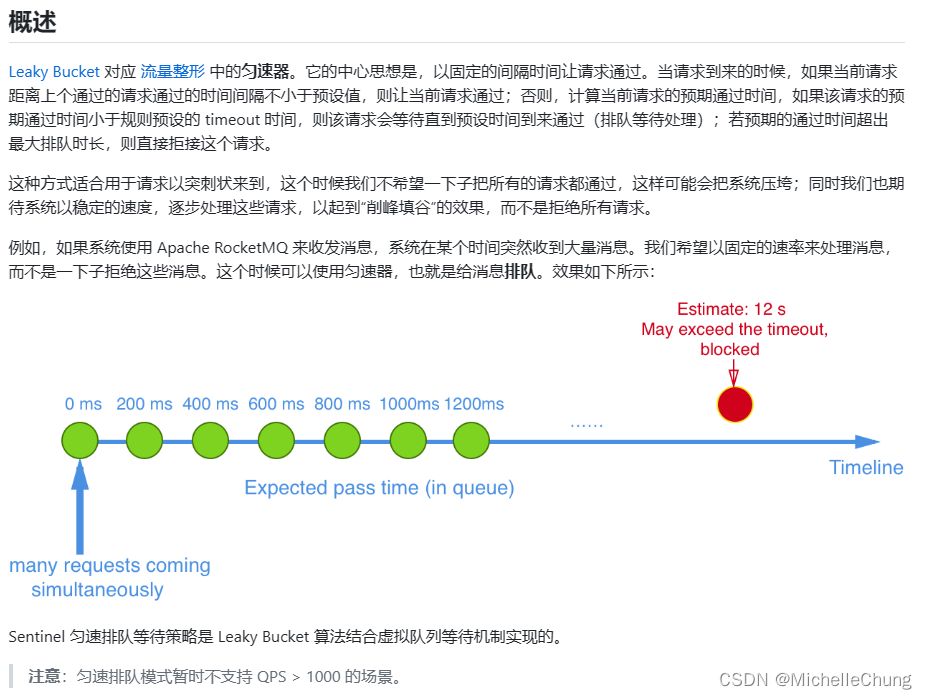 概述
Leaky Bucket 对应 流量整形 中的匀速器。它的中心思想是，以固定的间隔时间让请求通过。当请求到来的时候，如果当前请求
距离上个通过的请求通过的时间间隔不小于预设值，则让当前请求通过；否则，计算当前请求的预期通过时间，如果该请求的预
期通过时间小于规则预设的 timeout 时间，则该请求会等待直到预设时间到来通过（排队等待处理）；若预期的通过时间超出
最大排队时长，则直接拒接这个请求。
这种方式适合用于请求以突刺状来到，这个时候我们不希望一下子把所有的请求都通过，这样可能会把系统压垮；同时我们也期
待系统以稳定的速度，逐步处理这些请求，以起到“削峰填谷”的效果，而不是拒绝所有请求。
例如，如果系统使用 Apache RocketMQ 来收发消息，系统在某个时间突然收到大量消息。我们希望以固定的速率来处理消息，
而不是一下子拒绝这些消息。这个时候可以使用匀速器，也就是给消息排队。效果如下所示：
Estimate: 12 s
May exceed the timeout,
blocked
0 ms 200 ms 400 ms 600 ms 800 ms 1000ms 1200ms
......
Timeline
Expected pass time (in queue)
many requests coming
simultaneously
Sentinel 匀速排队等待策略是 Leaky Bucket 算法结合虚拟队列等待机制实现的。
注意：匀速排队模式暂时不支持 QPS > 1000 的场景。
CSDN @MichelleChung